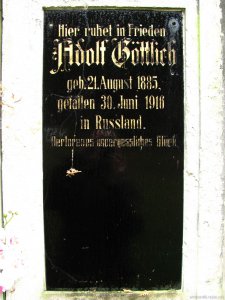 Hier ruhet in Frieden
Adolf Göttlich
geb. 21. August 1885,
gefallen 30. Juni 1916
in Russland.
Verlorenes unvergessliches Glück.